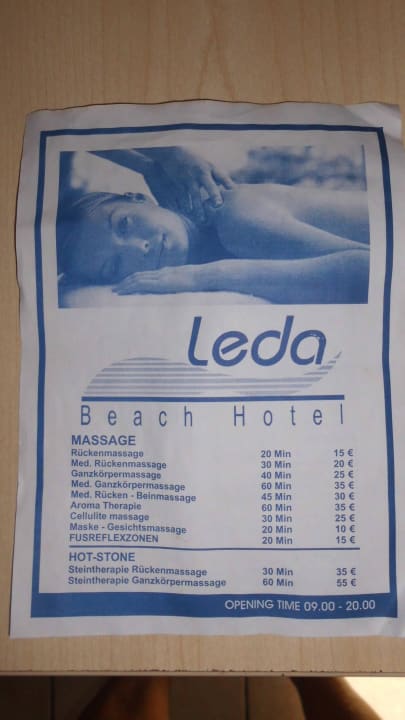 Leda
Beach Hotel
MASSAGE
Rückenmassage 20 Min 15 €
Med. Rückenmassage 30 Min 20 €
Ganzkörpermassage 40 Min 25 €
Med. Ganzkörpermassage 60 Min 35 €
Med. Rücken - Beinmassage 45 Min 30 €
Aroma Therapie 60 Min 35 €
Cellulite massage 30 Min 25 €
Maske - Gesichtsmassage 20 Min 10 €
FUSREFLEXZONEN 20 Min 15 €
HOT-STONE
Steintherapie Rückenmassage 30 Min 35 €
Steintherapie Ganzkörpermassage 60 Min 55 €
OPENING TIME 09.00 - 20.00